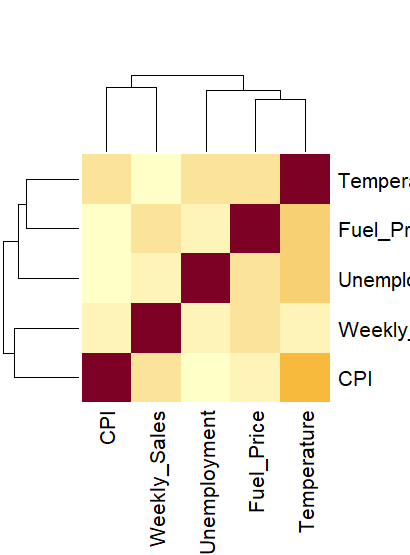 Tempera
Fuel_Pr
Unemplo
Weekly_
CPI
CPI
Weekly_Sales
Unemployment
Fuel_Price
Temperature